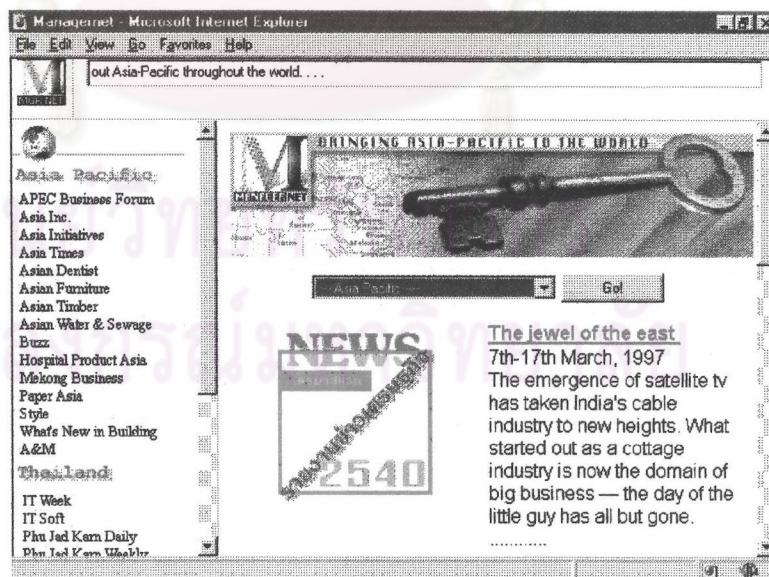 Managernet - Microsoft Internet Explorer
File Edit View Go Favorites Help
out Asia-Pacific throughout the world. . . .
MGR NET
Asia Pacific
APEC Business Forum
Asia Inc.
Asia Initiatives
Asia Times
Asian Dentist
Asian Furniture
Asian Timber
Asian Water & Sewage
Buzz
Hospital Product Asia
Mekong Business
Paper Asia
Style
What's New in Building
A&M
Thailand
IT Week
IT Soft
Phu Jad Karn Daily
Phu Jad Karn Weekly
BRINGING ASIA-PACIFIC TO THE WORLD
MANAGERNET
--- Asia Pacific ---
Go!
NEWS
2540
The jewel of the east
7th-17th March, 1997
The emergence of satellite tv
has taken India's cable
industry to new heights. What
started out as a cottage
industry is now the domain of
big business — the day of the
little guy has all but gone.
...........